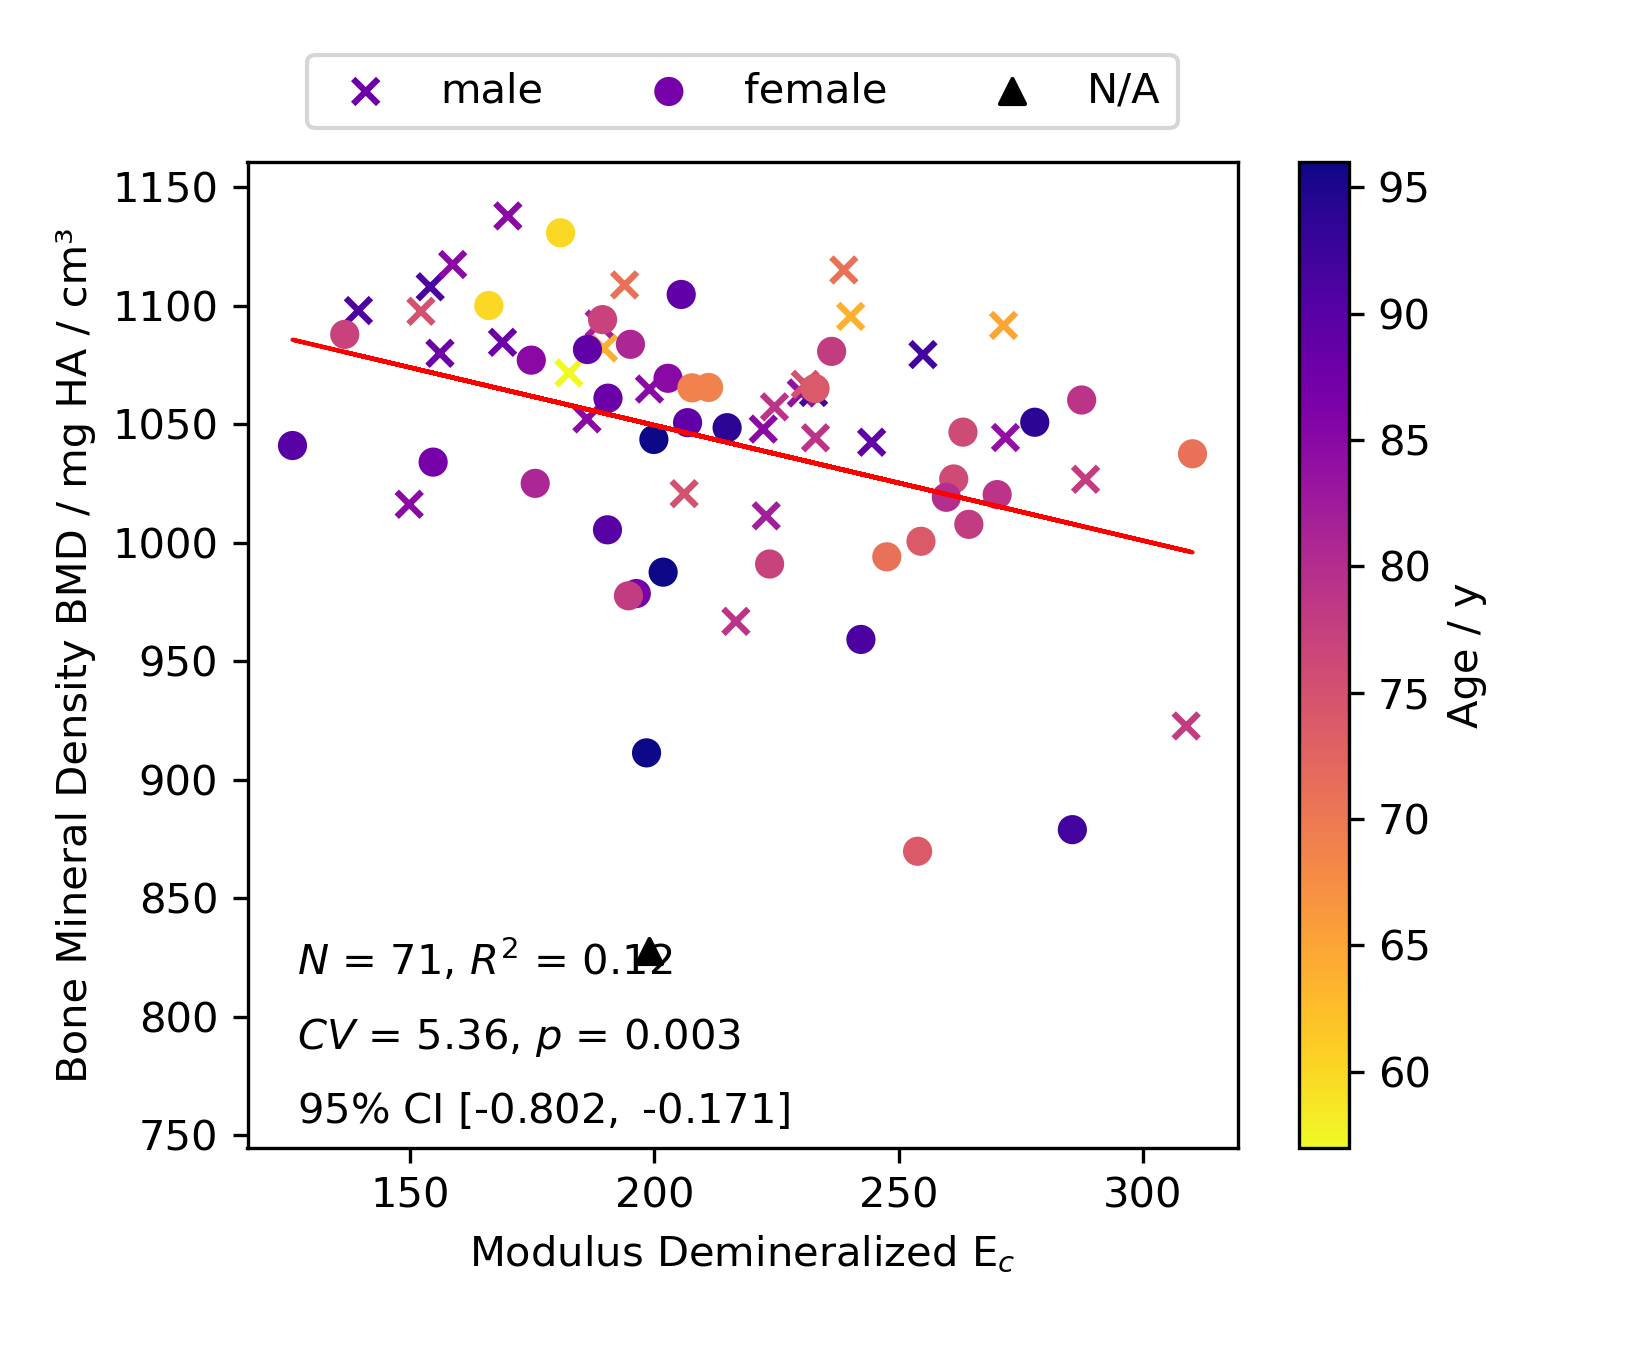 male female N/A
Bone Mineral Density BMD / mg HA / cm³
1150
1100
1050
1000
950
900
850
800
750
N = 71, R² = 0.12
CV = 5.36, p = 0.003
95% CI [-0.802, -0.171]
150 200 250 300
Modulus Demineralized E_c
95
90
85
80
75
70
65
60
Age / y